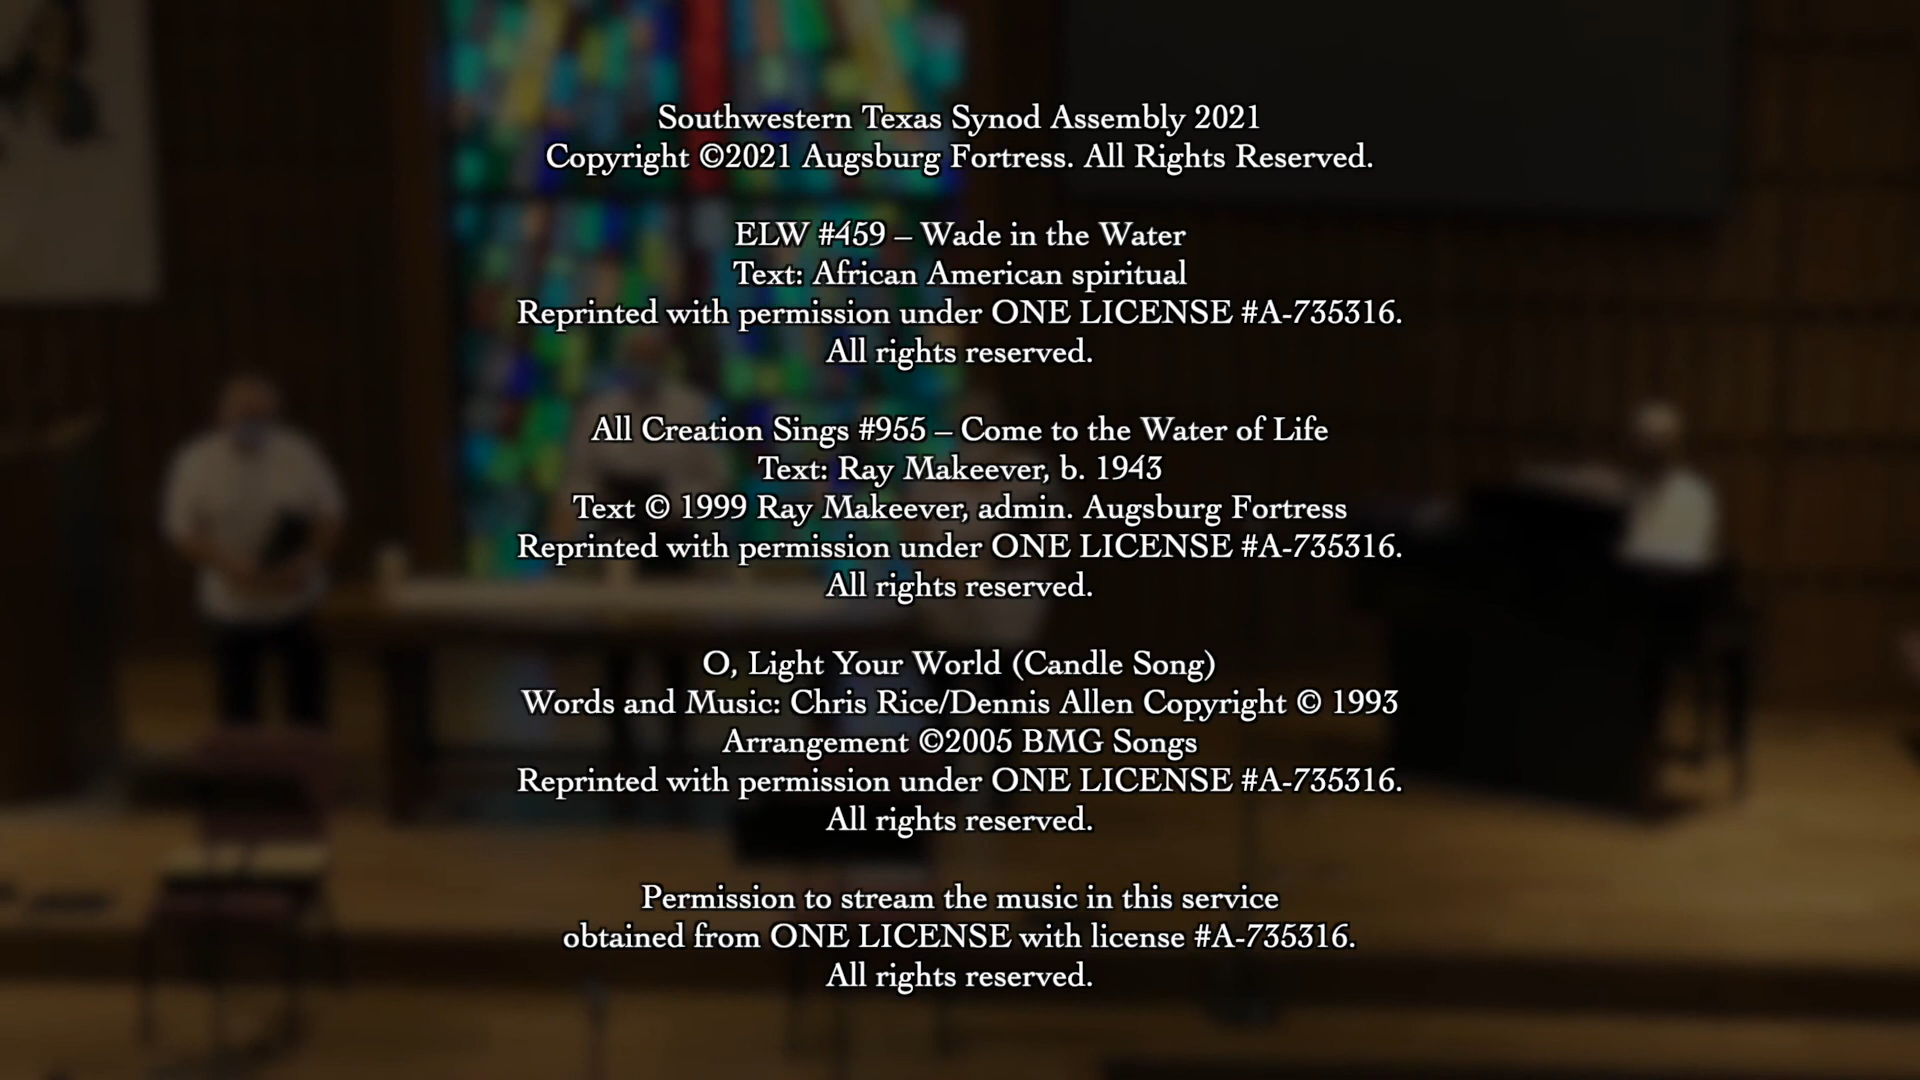 Southwestern Texas Synod Assembly 2021
Copyright ©2021 Augsburg Fortress. All Rights Reserved.
ELW #459 – Wade in the Water
Text: African American spiritual
Reprinted with permission under ONE LICENSE #A-735316.
All rights reserved.
All Creation Sings #955 – Come to the Water of Life
Text: Ray Makeever, b. 1943
Text © 1999 Ray Makeever, admin. Augsburg Fortress
Reprinted with permission under ONE LICENSE #A-735316.
All rights reserved.
O, Light Your World (Candle Song)
Words and Music: Chris Rice/Dennis Allen Copyright © 1993
Arrangement ©2005 BMG Songs
Reprinted with permission under ONE LICENSE #A-735316.
All rights reserved.
Permission to stream the music in this service
obtained from ONE LICENSE with license #A-735316.
All rights reserved.